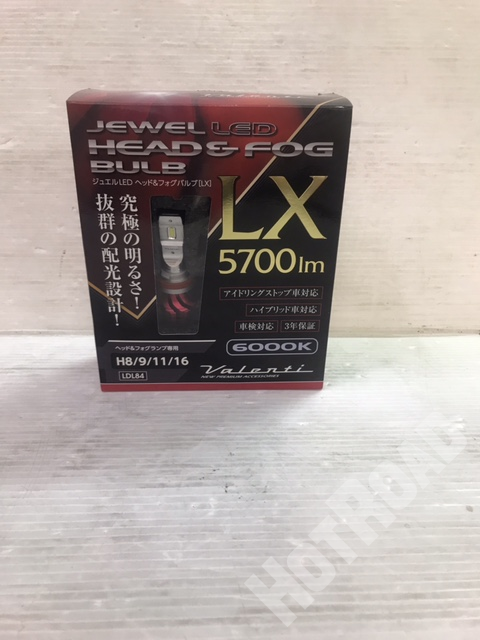 JEWEL LED
HEAD & FOG
BULB
ジュエルLED ヘッド&フォグバルブ[LX]
究極の明るさ!
抜群の配光設計!
LX
5700lm
アイドリングストップ車対応
ハイブリッド車対応
車検対応 3年保証
6000K
ヘッド&フォグランプ専用
H8/9/11/16
LDL84
Valenti
NEW PREMIUM ACCESSORIES
HOTROAD